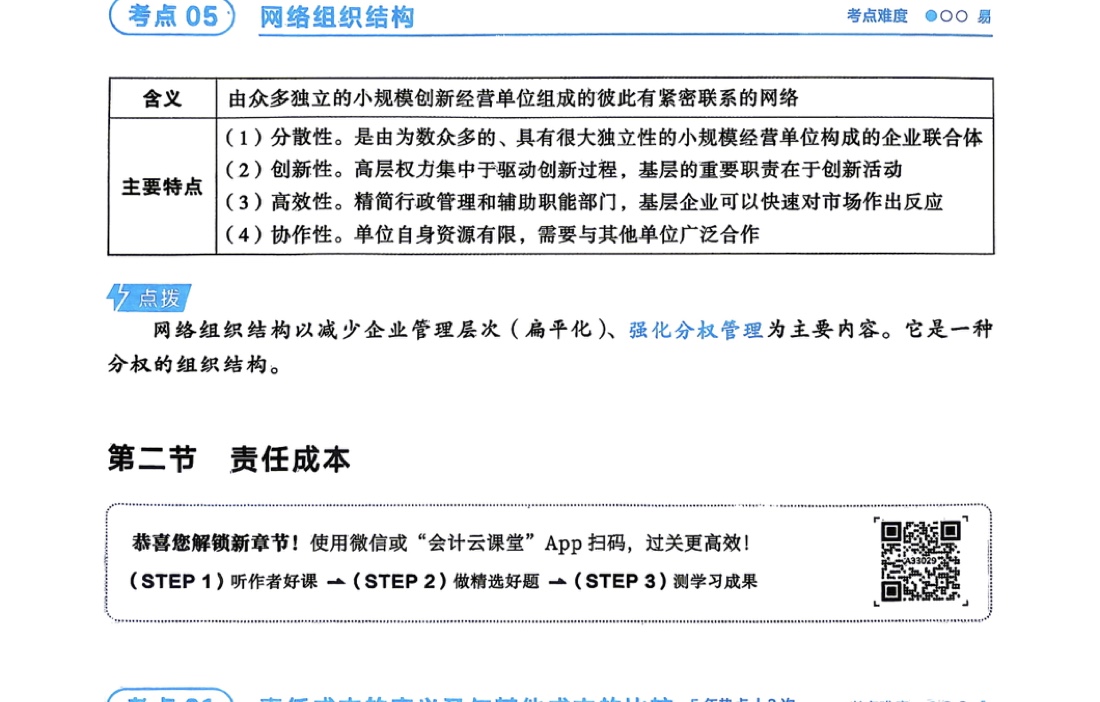 考点 05 网络组织结构 考点难度 易
含义 由众多独立的小规模创新经营单位组成的彼此有紧密联系的网络
主要特点
（1）分散性。是由为数众多的、具有很大独立性的小规模经营单位构成的企业联合体
（2）创新性。高层权力集中于驱动创新过程，基层的重要职责在于创新活动
（3）高效性。精简行政管理和辅助职能部门，基层企业可以快速对市场作出反应
（4）协作性。单位自身资源有限，需要与其他单位广泛合作
点拨
网络组织结构以减少企业管理层次（扁平化）、强化分权管理为主要内容。它是一种
分权的组织结构。
第二节 责任成本
恭喜您解锁新章节！使用微信或“会计云课堂”App 扫码，过关更高效！
（STEP 1）听作者好课 ⇀（STEP 2）做精选好题 ⇀（STEP 3）测学习成果
A33029